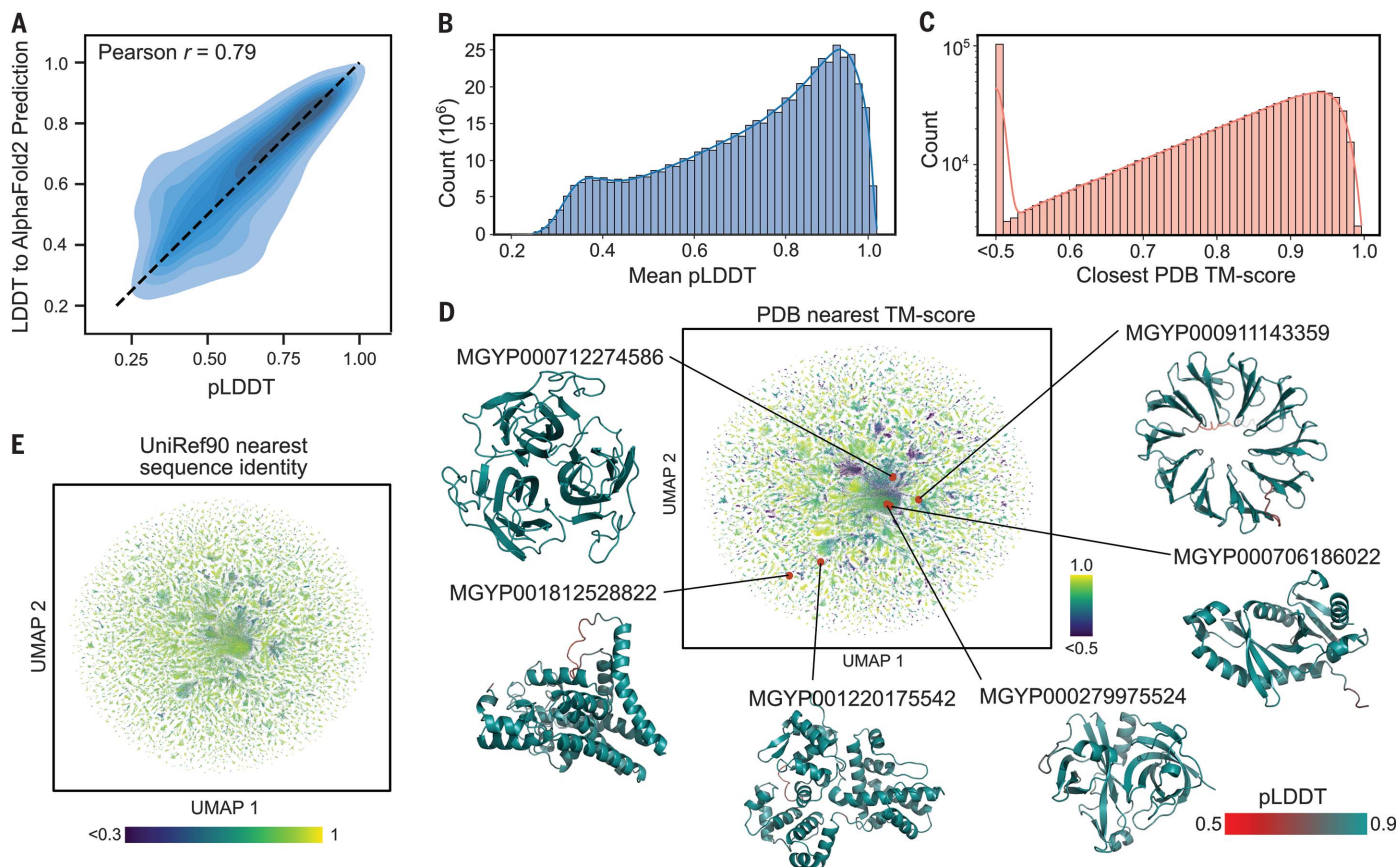 A
Pearson r = 0.79
LDDT to AlphaFold2 Prediction
1.0
0.8
0.6
0.4
0.2
0.25
0.50
0.75
1.00
pLDDT
B
Count (10⁶)
25
20
15
10
5
0
0.2
0.4
0.6
0.8
1.0
Mean pLDDT
C
Count
10⁵
10⁴
<0.5
0.6
0.7
0.8
0.9
1.0
Closest PDB TM-score
D
PDB nearest TM-score
MGYP000712274586
MGYP000911143359
MGYP001812528822
MGYP000706186022
UMAP 2
UMAP 1
1.0
<0.5
MGYP001220175542
MGYP000279975524
pLDDT
0.5
0.9
E
UniRef90 nearest
sequence identity
UMAP 2
UMAP 1
<0.3
1